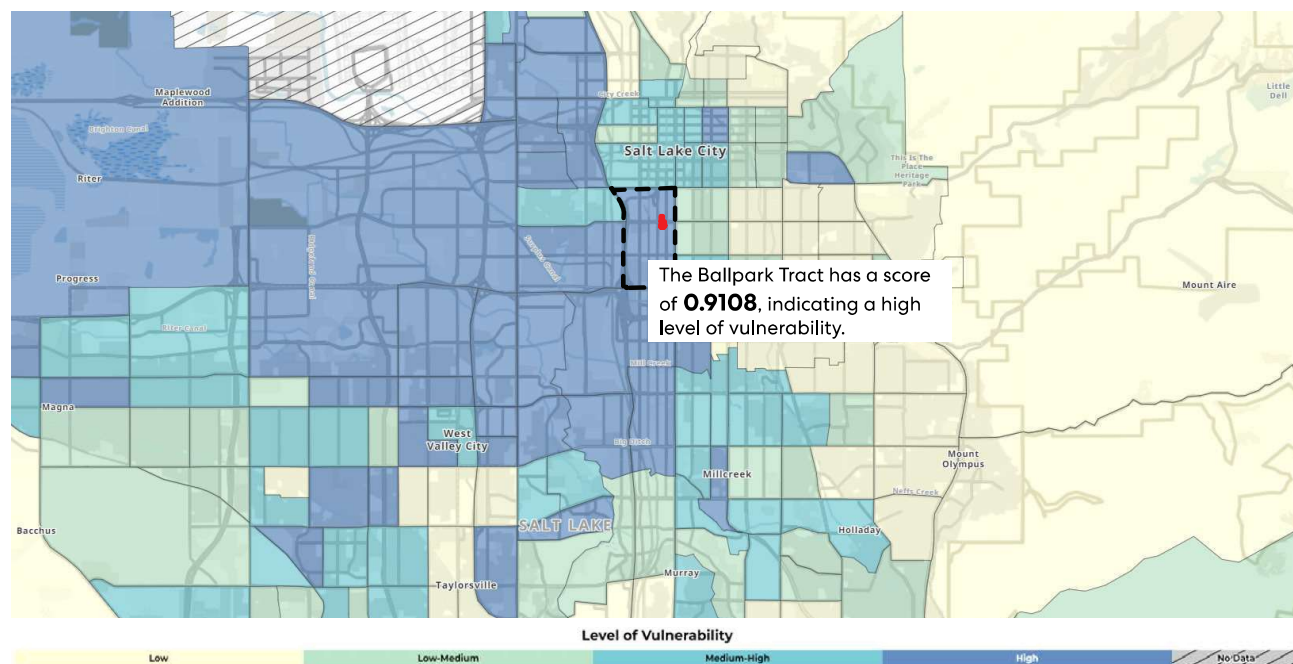 Maplewood
Addition
Brighton Canal
Riter
Progress
Riter Canal
Magna
Bacchus
West
Valley City
Taylorsville
SALT LAKE
City Creek
Salt Lake City
This Is The
Place
Heritage
Park
Little
Dell
Mount Aire
The Ballpark Tract has a score
of 0.9108, indicating a high
level of vulnerability.
Mill Creek
Big Ditch
Millcreek
Mount
Olympus
Neffs Creek
Holladay
Murray
Level of Vulnerability
Low
Low-Medium
Medium-High
High
No Data